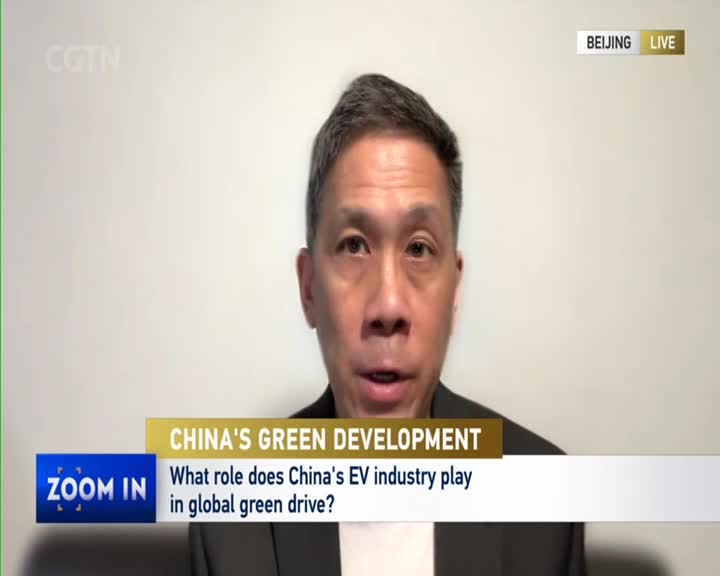 CGTN
BEIJING LIVE
CHINA'S GREEN DEVELOPMENT
ZOOM IN
What role does China's EV industry play
in global green drive?